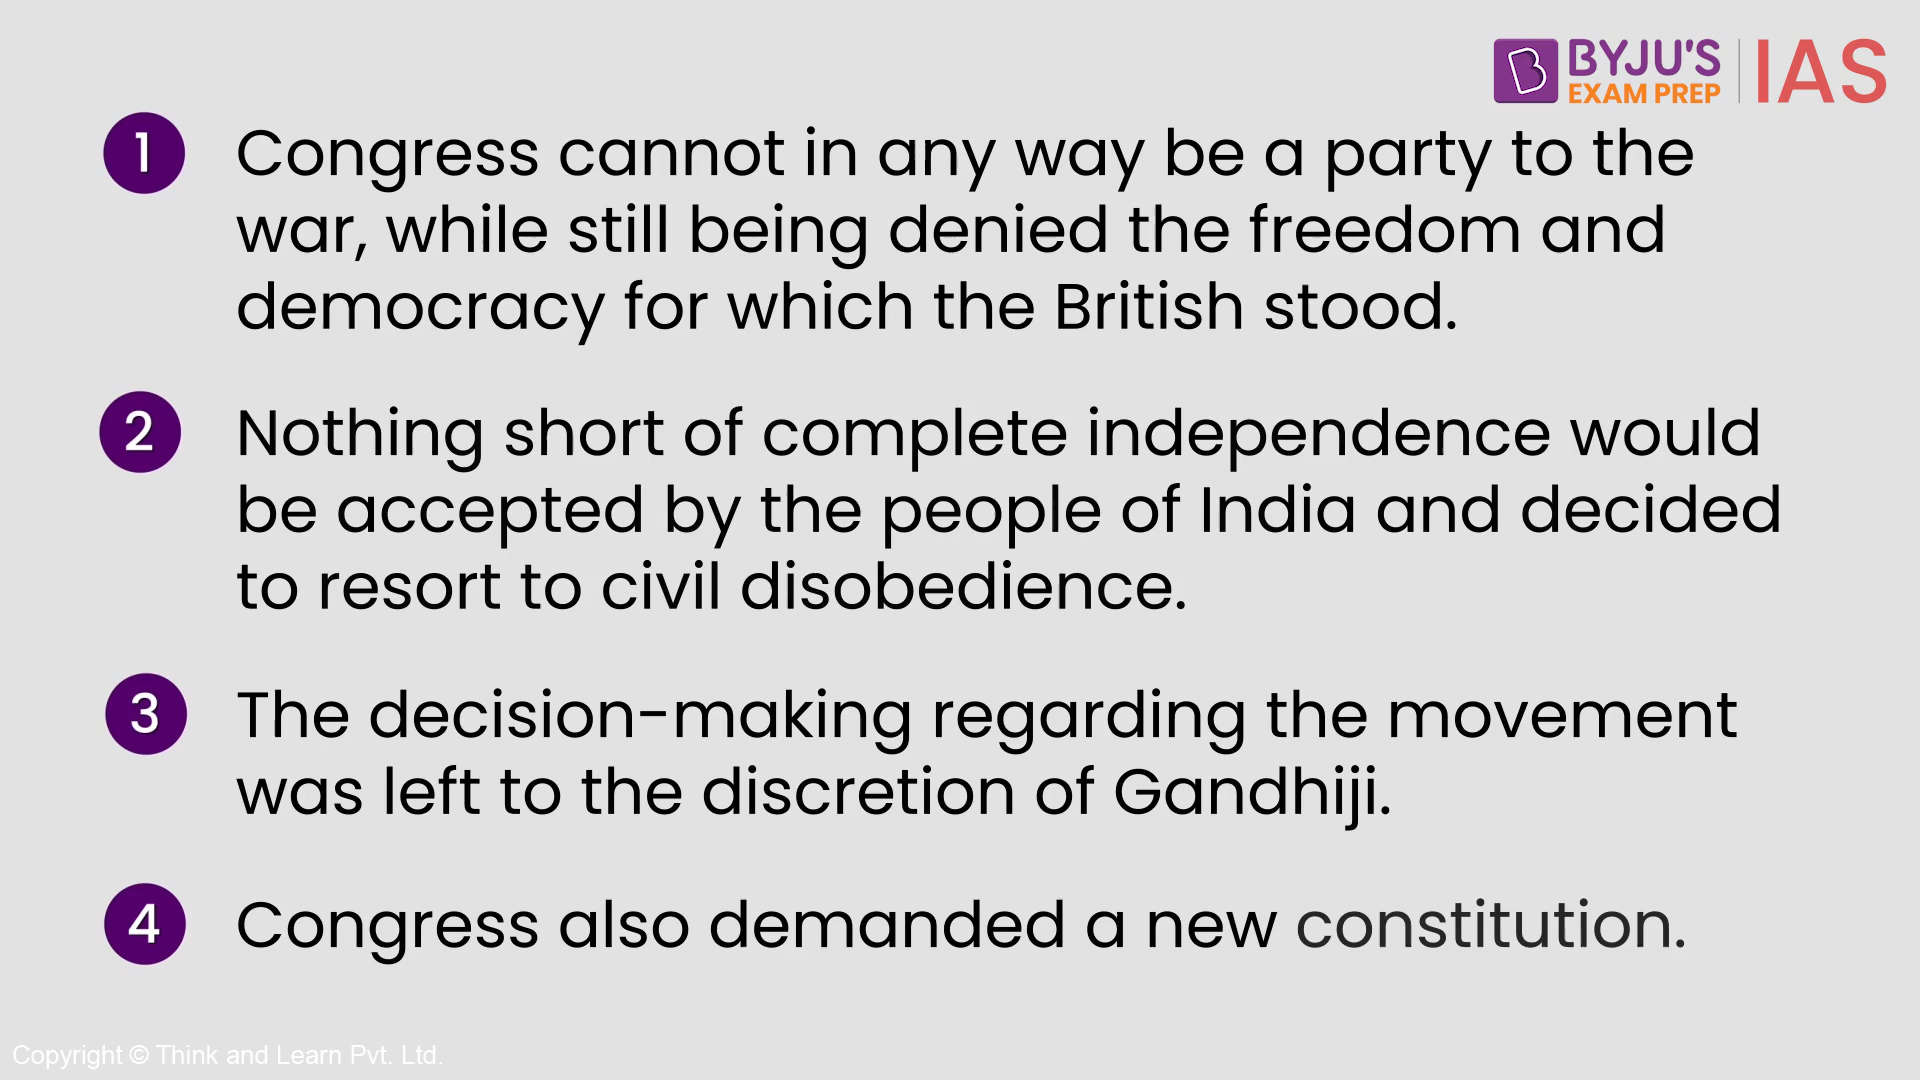 BYJU'S
EXAM PREP
IAS
1 Congress cannot in any way be a party to the
war, while still being denied the freedom and
democracy for which the British stood.
2 Nothing short of complete independence would
be accepted by the people of India and decided
to resort to civil disobedience.
3 The decision-making regarding the movement
was left to the discretion of Gandhiji.
4 Congress also demanded a new constitution.
Copyright © Think and Learn Pvt. Ltd.